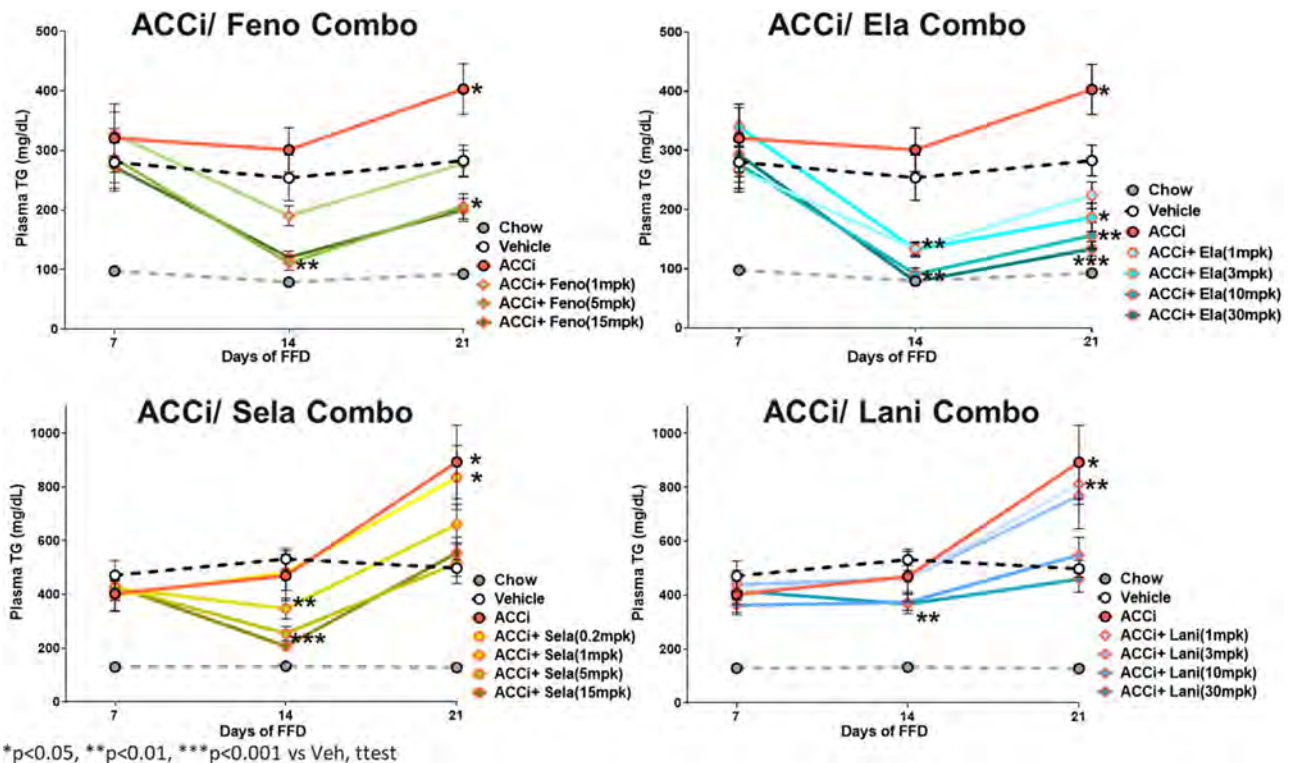 ACCi/ Feno Combo
Plasma TG (mg/dL)
500
400
300
200
100
0
7
14
21
Days of FFD
*
*
**
Chow
Vehicle
ACCi
ACCi+ Feno(1mpk)
ACCi+ Feno(5mpk)
ACCi+ Feno(15mpk)
ACCi/ Ela Combo
Plasma TG (mg/dL)
500
400
300
200
100
0
7
14
21
Days of FFD
*
**
**
*
**
***
Chow
Vehicle
ACCi
ACCi+ Ela(1mpk)
ACCi+ Ela(3mpk)
ACCi+ Ela(10mpk)
ACCi+ Ela(30mpk)
ACCi/ Sela Combo
Plasma TG (mg/dL)
1000
800
600
400
200
0
7
14
21
Days of FFD
*
*
**
***
Chow
Vehicle
ACCi
ACCi+ Sela(0.2mpk)
ACCi+ Sela(1mpk)
ACCi+ Sela(5mpk)
ACCi+ Sela(15mpk)
ACCi/ Lani Combo
Plasma TG (mg/dL)
1000
800
600
400
200
0
7
14
21
Days of FFD
*
**
**
Chow
Vehicle
ACCi
ACCi+ Lani(1mpk)
ACCi+ Lani(3mpk)
ACCi+ Lani(10mpk)
ACCi+ Lani(30mpk)
*p<0.05, **p<0.01, ***p<0.001 vs Veh, ttest